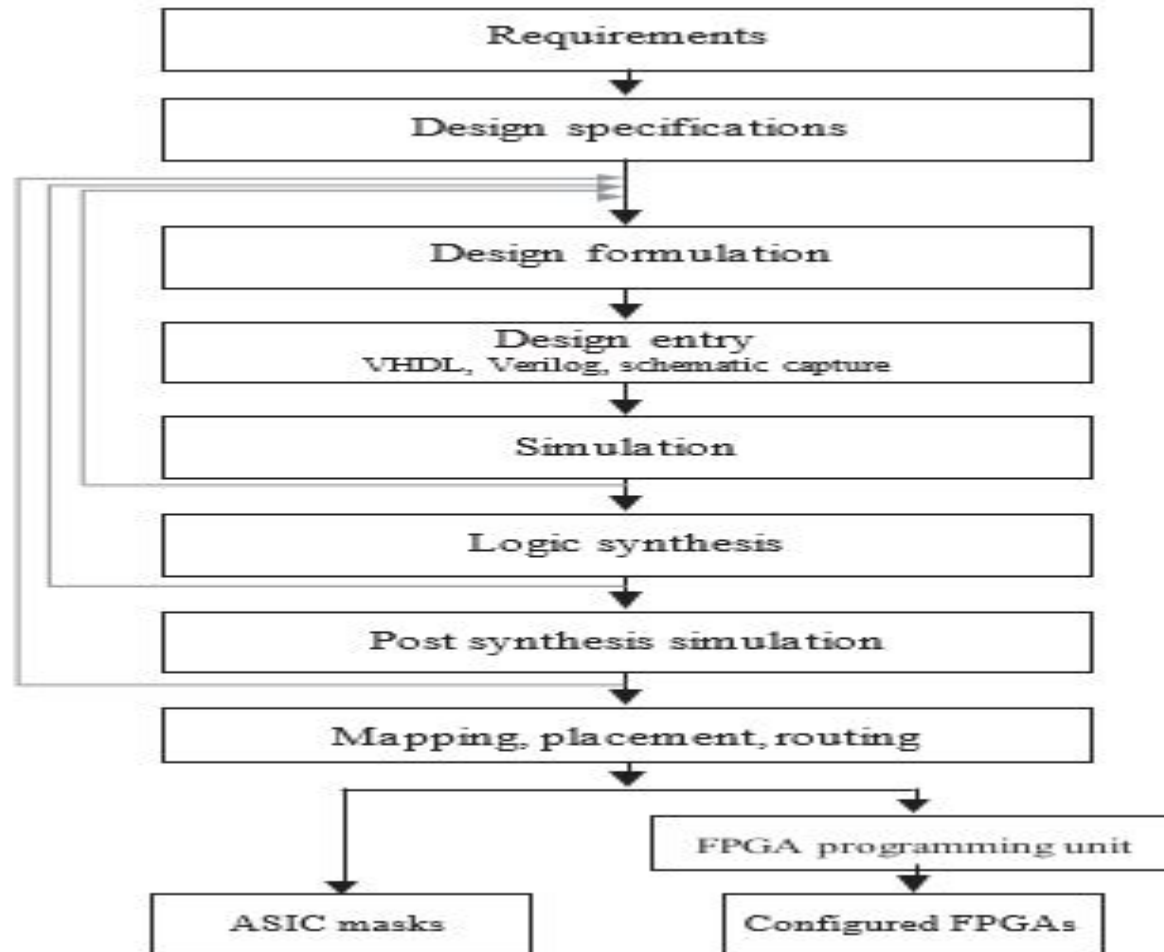 Requirements
Design specifications
Design formulation
Design entry
VHDL, Verilog, schematic capture
Simulation
Logic synthesis
Post synthesis simulation
Mapping, placement, routing
FPGA programming unit
ASIC masks
Configured FPGAs